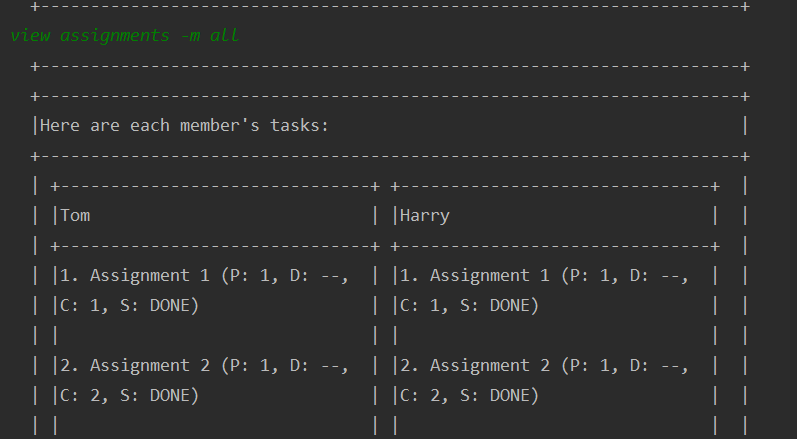 +----------------------------------------------------------------------+
view assignments -m all
+----------------------------------------------------------------------+
+----------------------------------------------------------------------+
|Here are each member's tasks:                                         |
+----------------------------------------------------------------------+
| +-------------------------------+ +-------------------------------+  |
| |Tom                            | |Harry                          |  |
| +-------------------------------+ +-------------------------------+  |
| |1. Assignment 1 (P: 1, D: --,  | |1. Assignment 1 (P: 1, D: --,  |  |
| |C: 1, S: DONE)                 | |C: 1, S: DONE)                 |  |
| |                               | |                               |  |
| |2. Assignment 2 (P: 1, D: --,  | |2. Assignment 2 (P: 1, D: --,  |  |
| |C: 2, S: DONE)                 | |C: 2, S: DONE)                 |  |
| |                               | |                               |  |